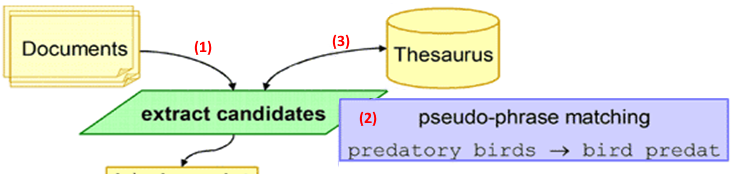 Documents
(1)
(3)
Thesaurus
extract candidates
(2)
pseudo-phrase matching
predatory birds → bird predat